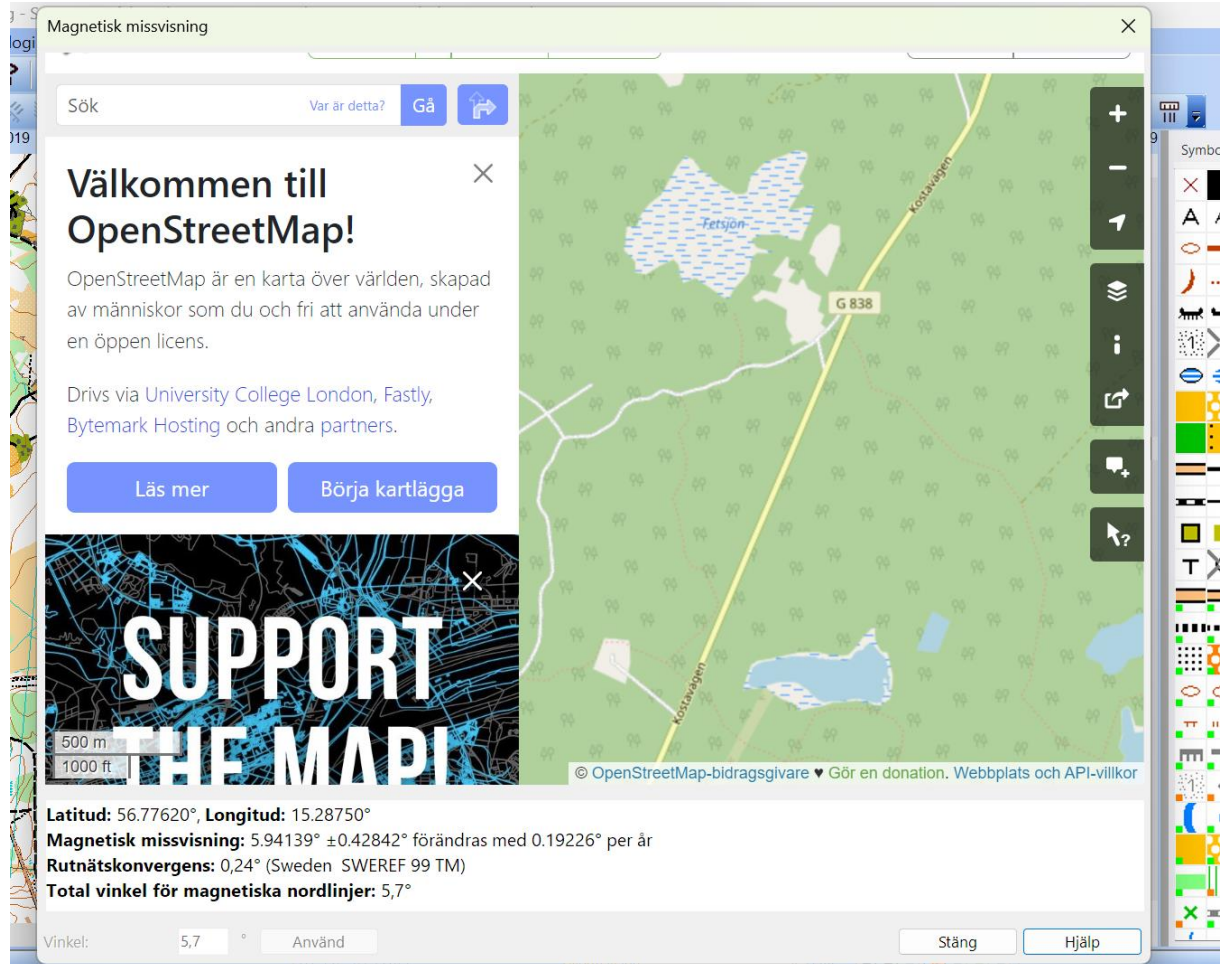 Magnetisk missvisning
Sök
Var är detta?
Gå
Välkommen till
OpenStreetMap!
OpenStreetMap är en karta över världen, skapad
av människor som du och fri att använda under
en öppen licens.
Drivs via University College London, Fastly,
Bytemark Hosting och andra partners.
Läs mer
Börja kartlägga
SUPPORT
THE MAP!
500 m
1000 ft
Fetsjön
Kostavägen
G 838
Kostavägen
© OpenStreetMap-bidragsgivare ♥ Gör en donation. Webbplats och API-villkor
Latitud: 56.77620°, Longitud: 15.28750°
Magnetisk missvisning: 5.94139° ±0.42842° förändras med 0.19226° per år
Rutnätskonvergens: 0,24° (Sweden SWEREF 99 TM)
Total vinkel för magnetiska nordlinjer: 5,7°
Vinkel:
5,7
°
Använd
Stäng
Hjälp